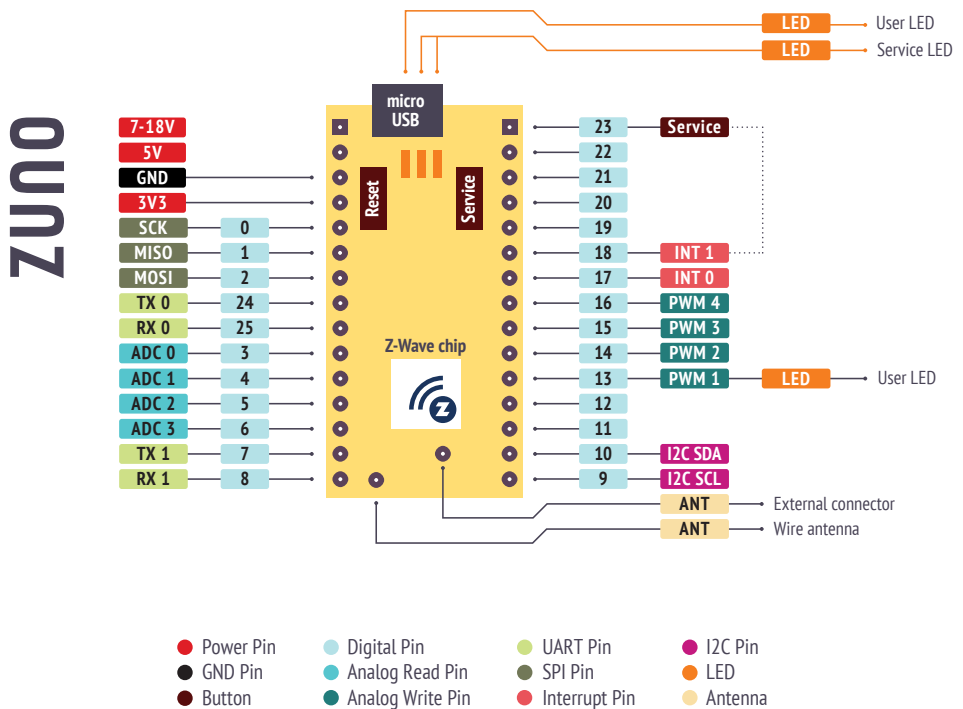 LED User LED
LED Service LED
ZUNO
micro
USB
7-18V 23 Service
5V 22
GND 21
3V3 20
Reset
Service
SCK 0 19
MISO 1 18 INT 1
MOSI 2 17 INT 0
TX 0 24 16 PWM 4
RX 0 25 15 PWM 3
Z-Wave chip
ADC 0 3 14 PWM 2
ADC 1 4 13 PWM 1 LED User LED
ADC 2 5 12
Z
ADC 3 6 11
TX 1 7 10 I2C SDA
RX 1 8 9 I2C SCL
ANT External connector
ANT Wire antenna
Power Pin Digital Pin UART Pin I2C Pin
GND Pin Analog Read Pin SPI Pin LED
Button Analog Write Pin Interrupt Pin Antenna